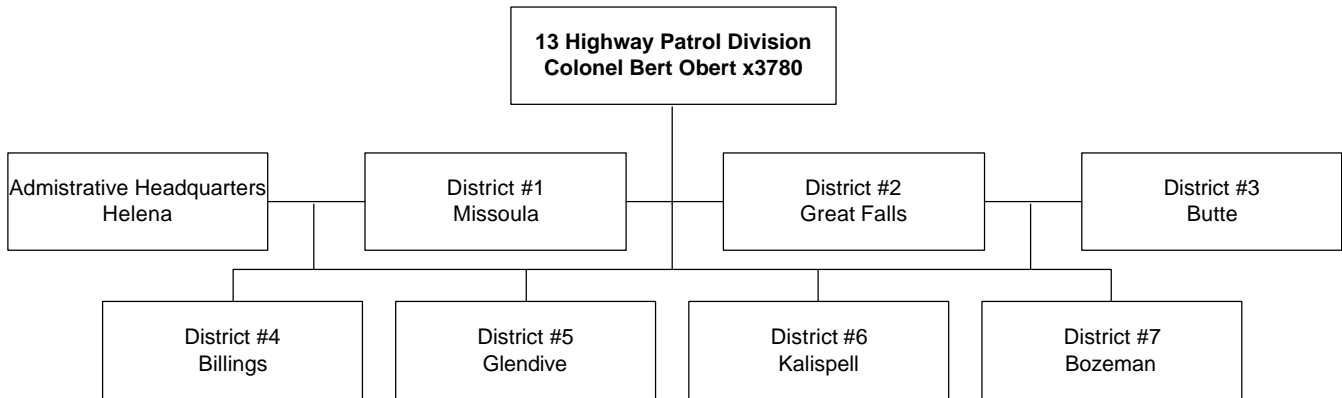 13 Highway Patrol Division
Colonel Bert Obert x3780
Admistrative Headquarters
Helena
District #1
Missoula
District #2
Great Falls
District #3
Butte
District #4
Billings
District #5
Glendive
District #6
Kalispell
District #7
Bozeman